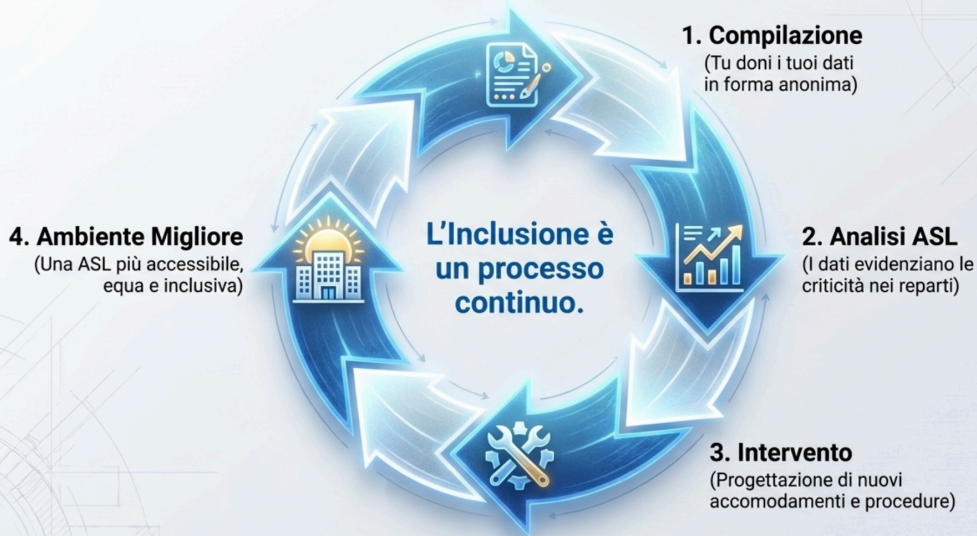 1. Compilazione
(Tu doni i tuoi dati
in forma anonima)
L’Inclusione è
un processo
continuo.
4. Ambiente Migliore
(Una ASL più accessibile,
equa e inclusiva)
2. Analisi ASL
(I dati evidenziano le
criticità nei reparti)
3. Intervento
(Progettazione di nuovi
accomodamenti e procedure)